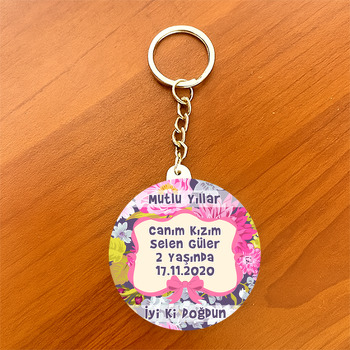 Mutlu Yıllar
Canım Kızım
Selen Güler
2 Yaşında
17.11.2020
İyi Ki Doğdun